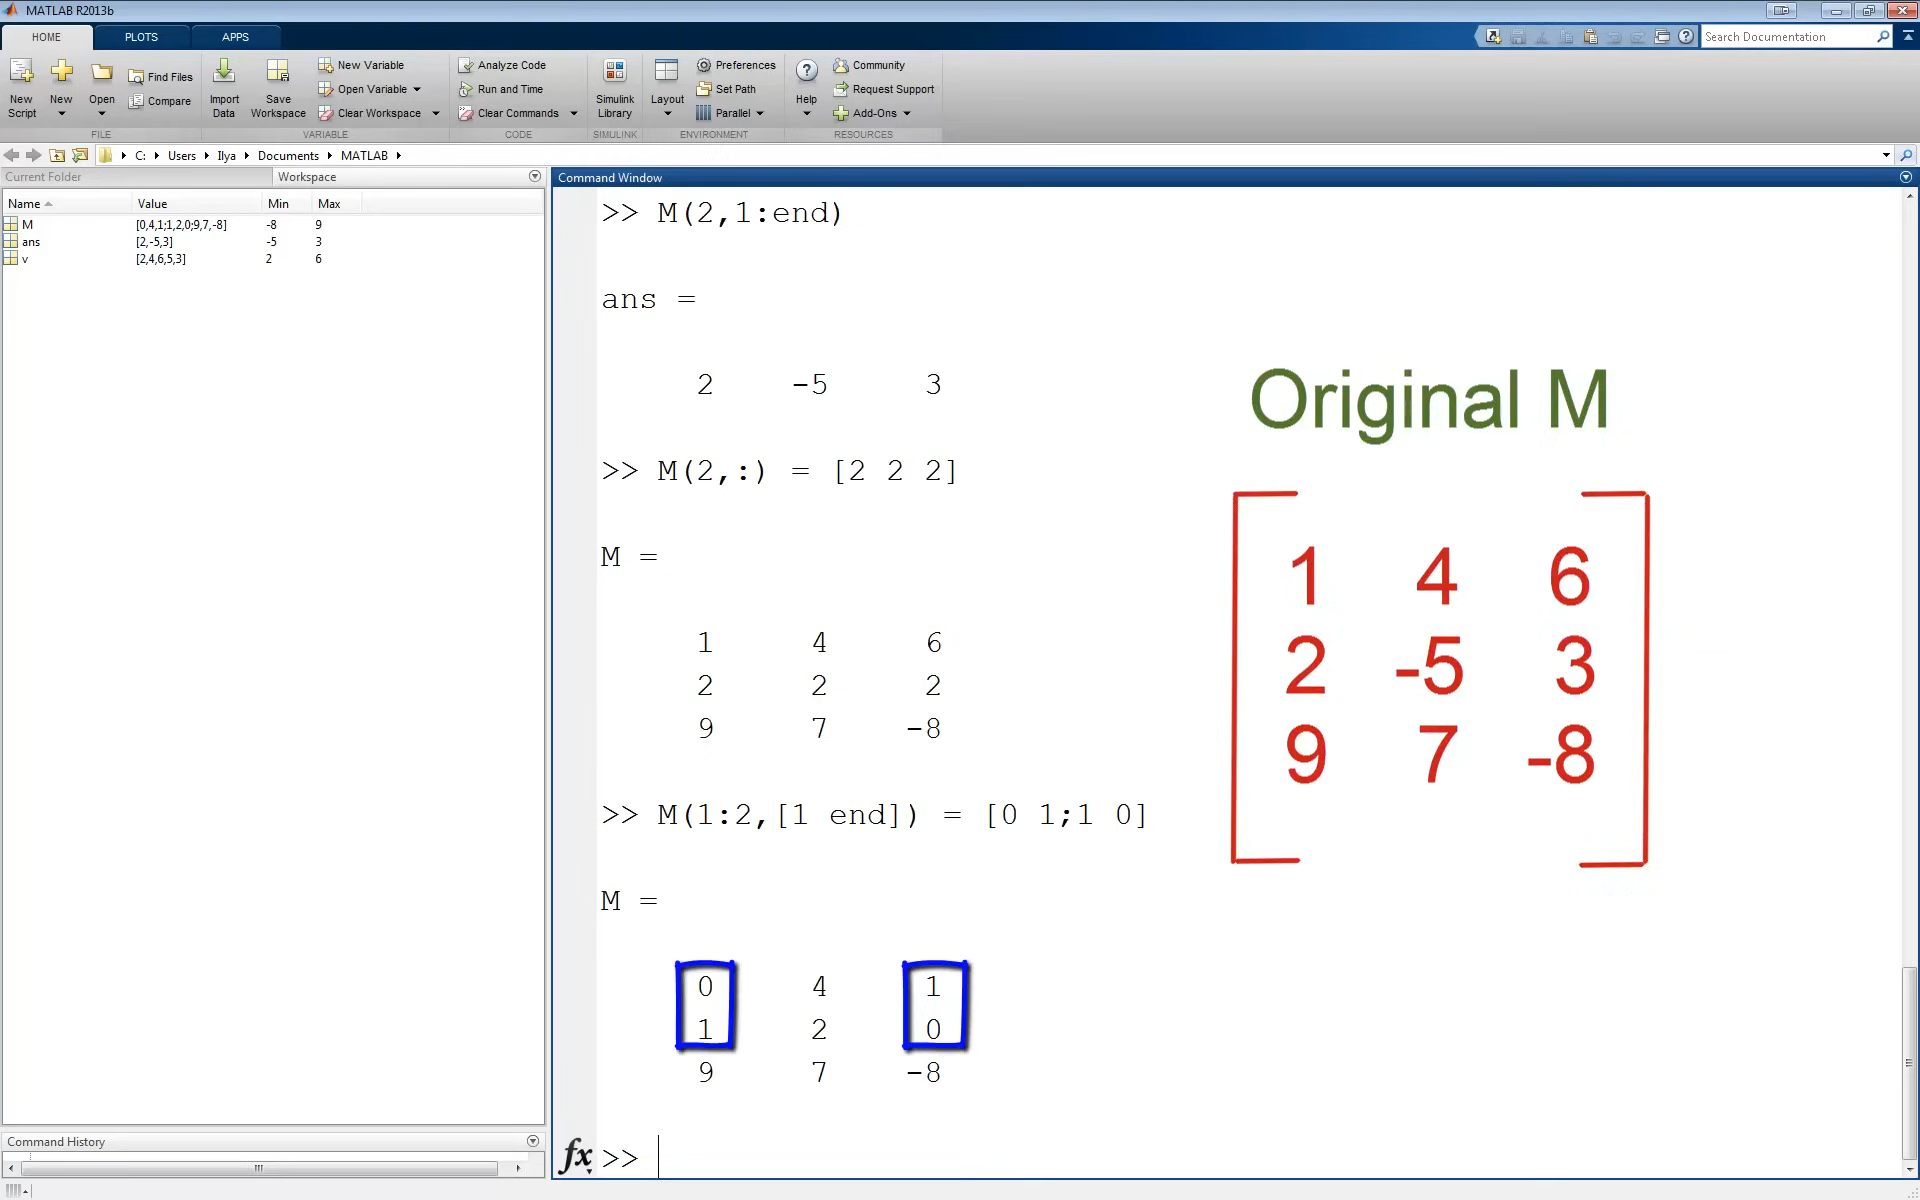 MATLAB R2013b
HOME PLOTS APPS
Search Documentation
New Script
New
Open
Find Files
Compare
FILE
Import Data
Save Workspace
New Variable
Open Variable
Clear Workspace
VARIABLE
Analyze Code
Run and Time
Clear Commands
CODE
Simulink Library
SIMULINK
Layout
Preferences
Set Path
Parallel
ENVIRONMENT
Help
Community
Request Support
Add-Ons
RESOURCES
C: Users Ilya Documents MATLAB
Current Folder
Workspace
Name Value Min Max
M [0,4,1;1,2,0;9,7,-8] -8 9
ans [2,-5,3] -5 3
v [2,4,6,5,3] 2 6
Command History
Command Window
>> M(2,1:end)
ans =
2 -5 3
>> M(2,:) = [2 2 2]
M =
1 4 6
2 2 2
9 7 -8
>> M(1:2,[1 end]) = [0 1;1 0]
M =
0 4 1
1 2 0
9 7 -8
fx >>
Original M
1 4 6
2 -5 3
9 7 -8